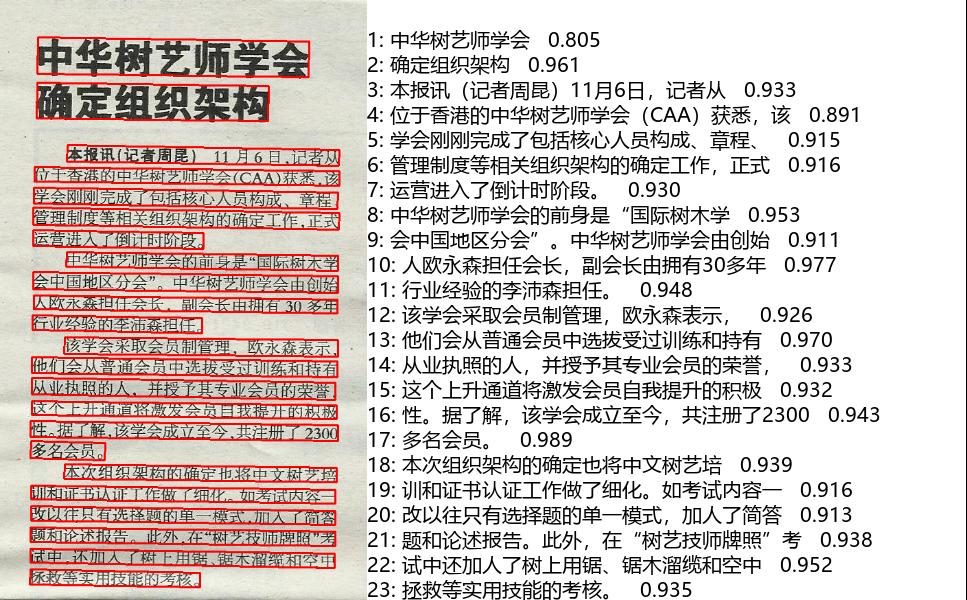 中华树艺师学会
确定组织架构
本报讯(记者周昆) 11月6日,记者从
位于香港的中华树艺师学会(CAA)获悉,该
学会刚刚完成了包括核心人员构成、章程、
管理制度等相关组织架构的确定工作,正式
运营进入了倒计时阶段。
中华树艺师学会的前身是“国际树木学
会中国地区分会”。中华树艺师学会由创始
人欧永森担任会长，副会长由拥有30多年
行业经验的李沛森担任。
该学会采取会员制管理，欧永森表示,
他们会从普通会员中选拔受过训练和持有
从业执照的人，并授予其专业会员的荣誉,
这个上升通道将激发会员自我提升的积极
性。据了解,该学会成立至今,共注册了2300
多名会员。
本次组织架构的确定也将中文树艺培
训和证书认证工作做了细化。如考试内容一
改以往只有选择题的单一模式,加入了简答
题和论述报告。此外,在“树艺技师牌照”考
试中,还加入了树上用锯、锯木溜缆和空中
拯救等实用技能的考核。
1: 中华树艺师学会 0.805
2: 确定组织架构 0.961
3: 本报讯（记者周昆）11月6日，记者从 0.933
4: 位于香港的中华树艺师学会（CAA）获悉，该 0.891
5: 学会刚刚完成了包括核心人员构成、章程、 0.915
6: 管理制度等相关组织架构的确定工作，正式 0.916
7: 运营进入了倒计时阶段。 0.930
8: 中华树艺师学会的前身是“国际树木学 0.953
9: 会中国地区分会”。中华树艺师学会由创始 0.911
10: 人欧永森担任会长，副会长由拥有30多年 0.977
11: 行业经验的李沛森担任。 0.948
12: 该学会采取会员制管理，欧永森表示， 0.926
13: 他们会从普通会员中选拔受过训练和持有 0.970
14: 从业执照的人，并授予其专业会员的荣誉， 0.933
15: 这个上升通道将激发会员自我提升的积极 0.932
16: 性。据了解，该学会成立至今，共注册了2300 0.943
17: 多名会员。 0.989
18: 本次组织架构的确定也将中文树艺培 0.939
19: 训和证书认证工作做了细化。如考试内容一 0.916
20: 改以往只有选择题的单一模式，加人了简答 0.913
21: 题和论述报告。此外，在“树艺技师牌照”考 0.938
22: 试中还加入了树上用锯、锯木溜缆和空中 0.952
23: 拯救等实用技能的考核。 0.935